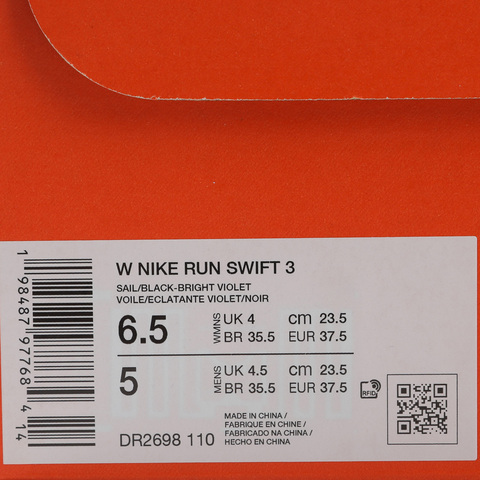 W NIKE RUN SWIFT 3
SAIL/BLACK-BRIGHT VIOLET
VOILE/ECLATANTE VIOLET/NOIR
6.5 WMNS UK 4 cm 23.5
BR 35.5 EUR 37.5
5 MENS UK 4.5 cm 23.5
BR 35.5 EUR 37.5
RFID
MADE IN CHINA /
FABRIQUE EN CHINE /
FABRICADO NA CHINA /
HECHO EN CHINA
DR2698 110
1 98487 97768 4 14